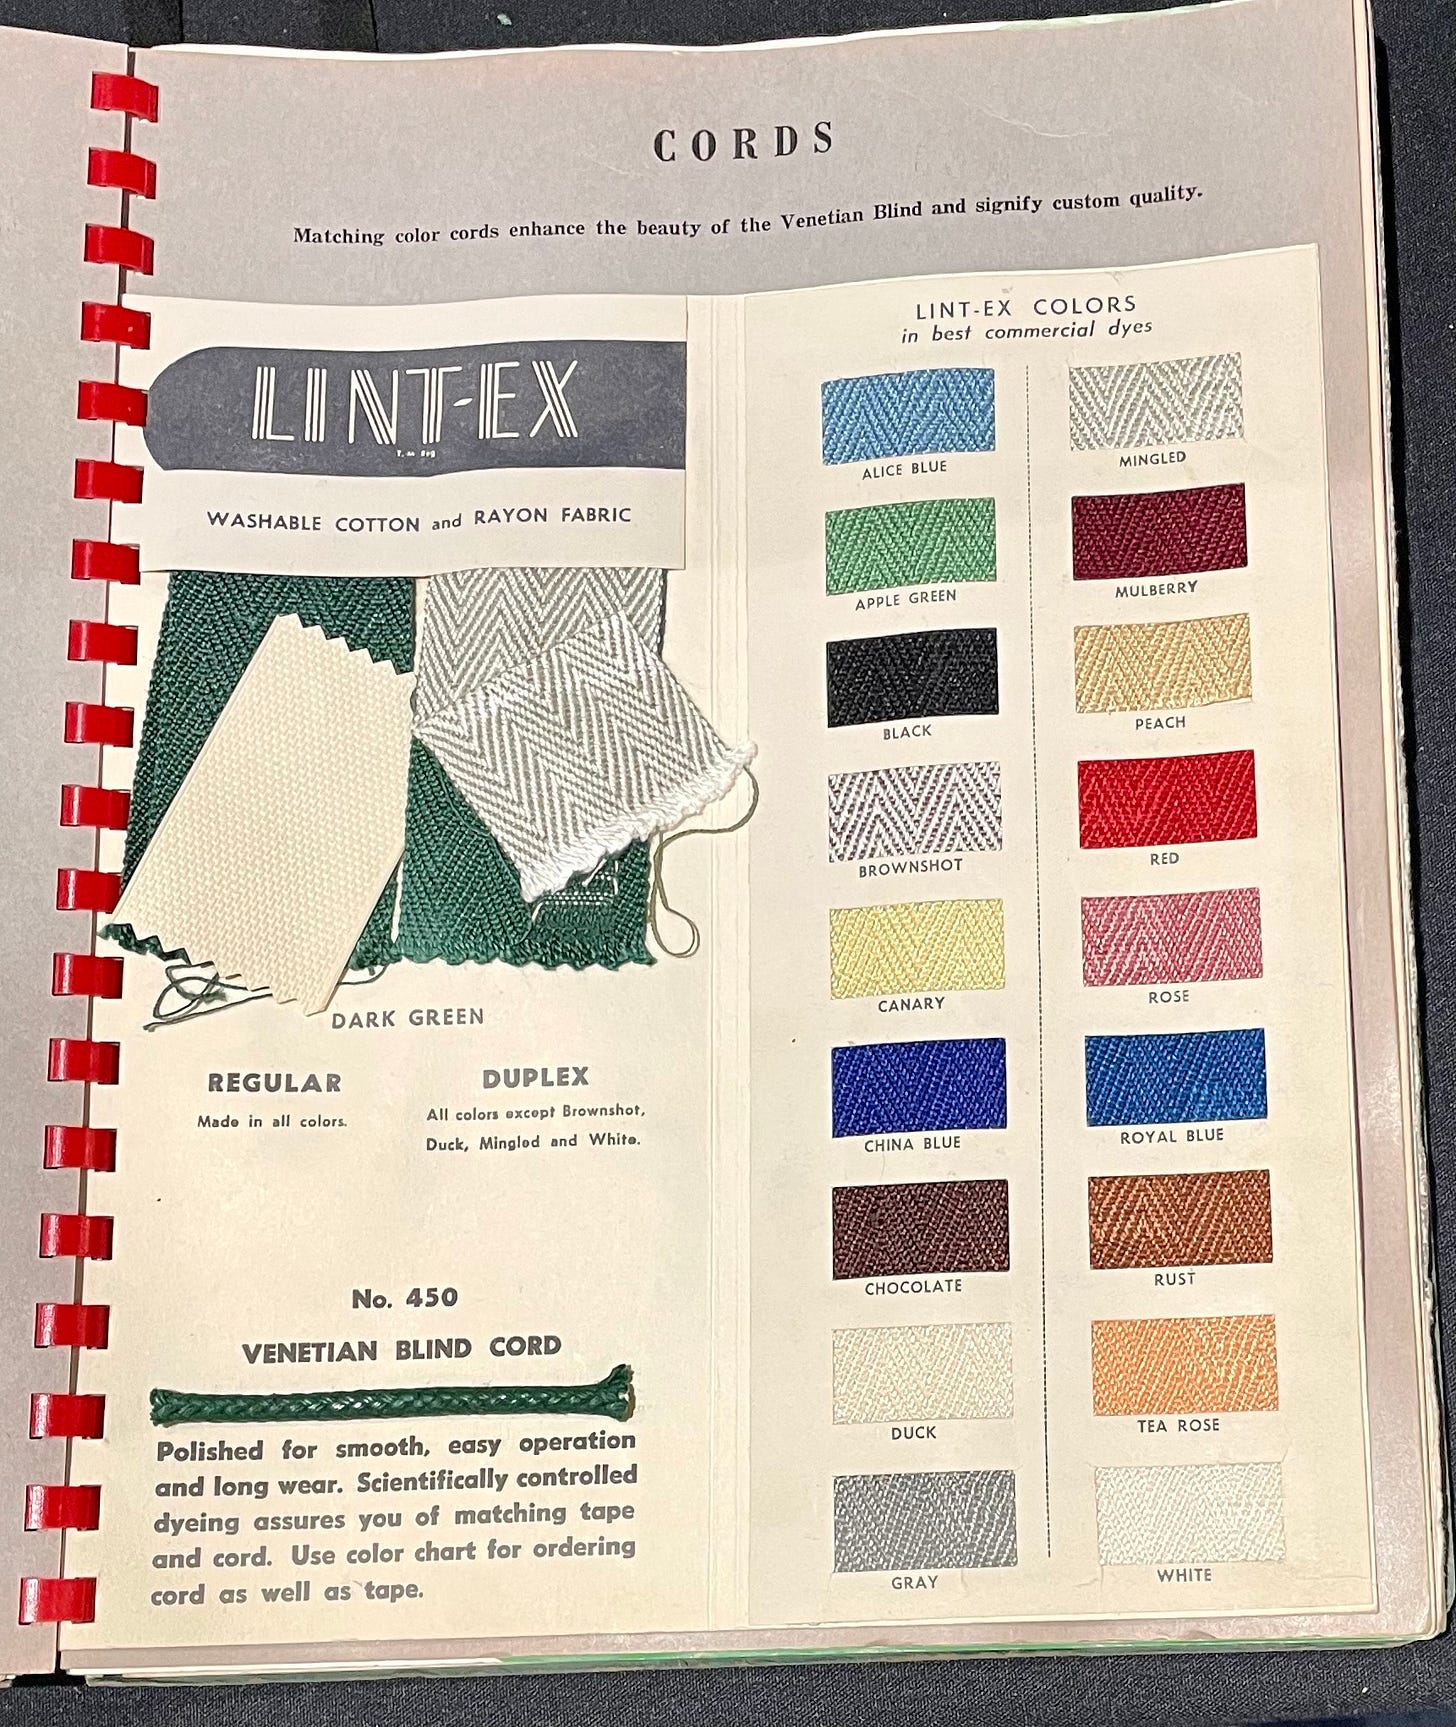 CORDS
Matching color cords enhance the beauty of the Venetian Blind and signify custom quality.
LINT-EX
WASHABLE COTTON and RAYON FABRIC
DARK GREEN
REGULAR
Made in all colors.
DUPLEX
All colors except Brownshot,
Duck, Mingled and White.
No. 450
VENETIAN BLIND CORD
Polished for smooth, easy operation
and long wear. Scientifically controlled
dyeing assures you of matching tape
and cord. Use color chart for ordering
cord as well as tape.
LINT-EX COLORS
in best commercial dyes
ALICE BLUE
APPLE GREEN
BLACK
BROWNSHOT
CANARY
CHINA BLUE
CHOCOLATE
DUCK
GRAY
MINGLED
MULBERRY
PEACH
RED
ROSE
ROYAL BLUE
RUST
TEA ROSE
WHITE